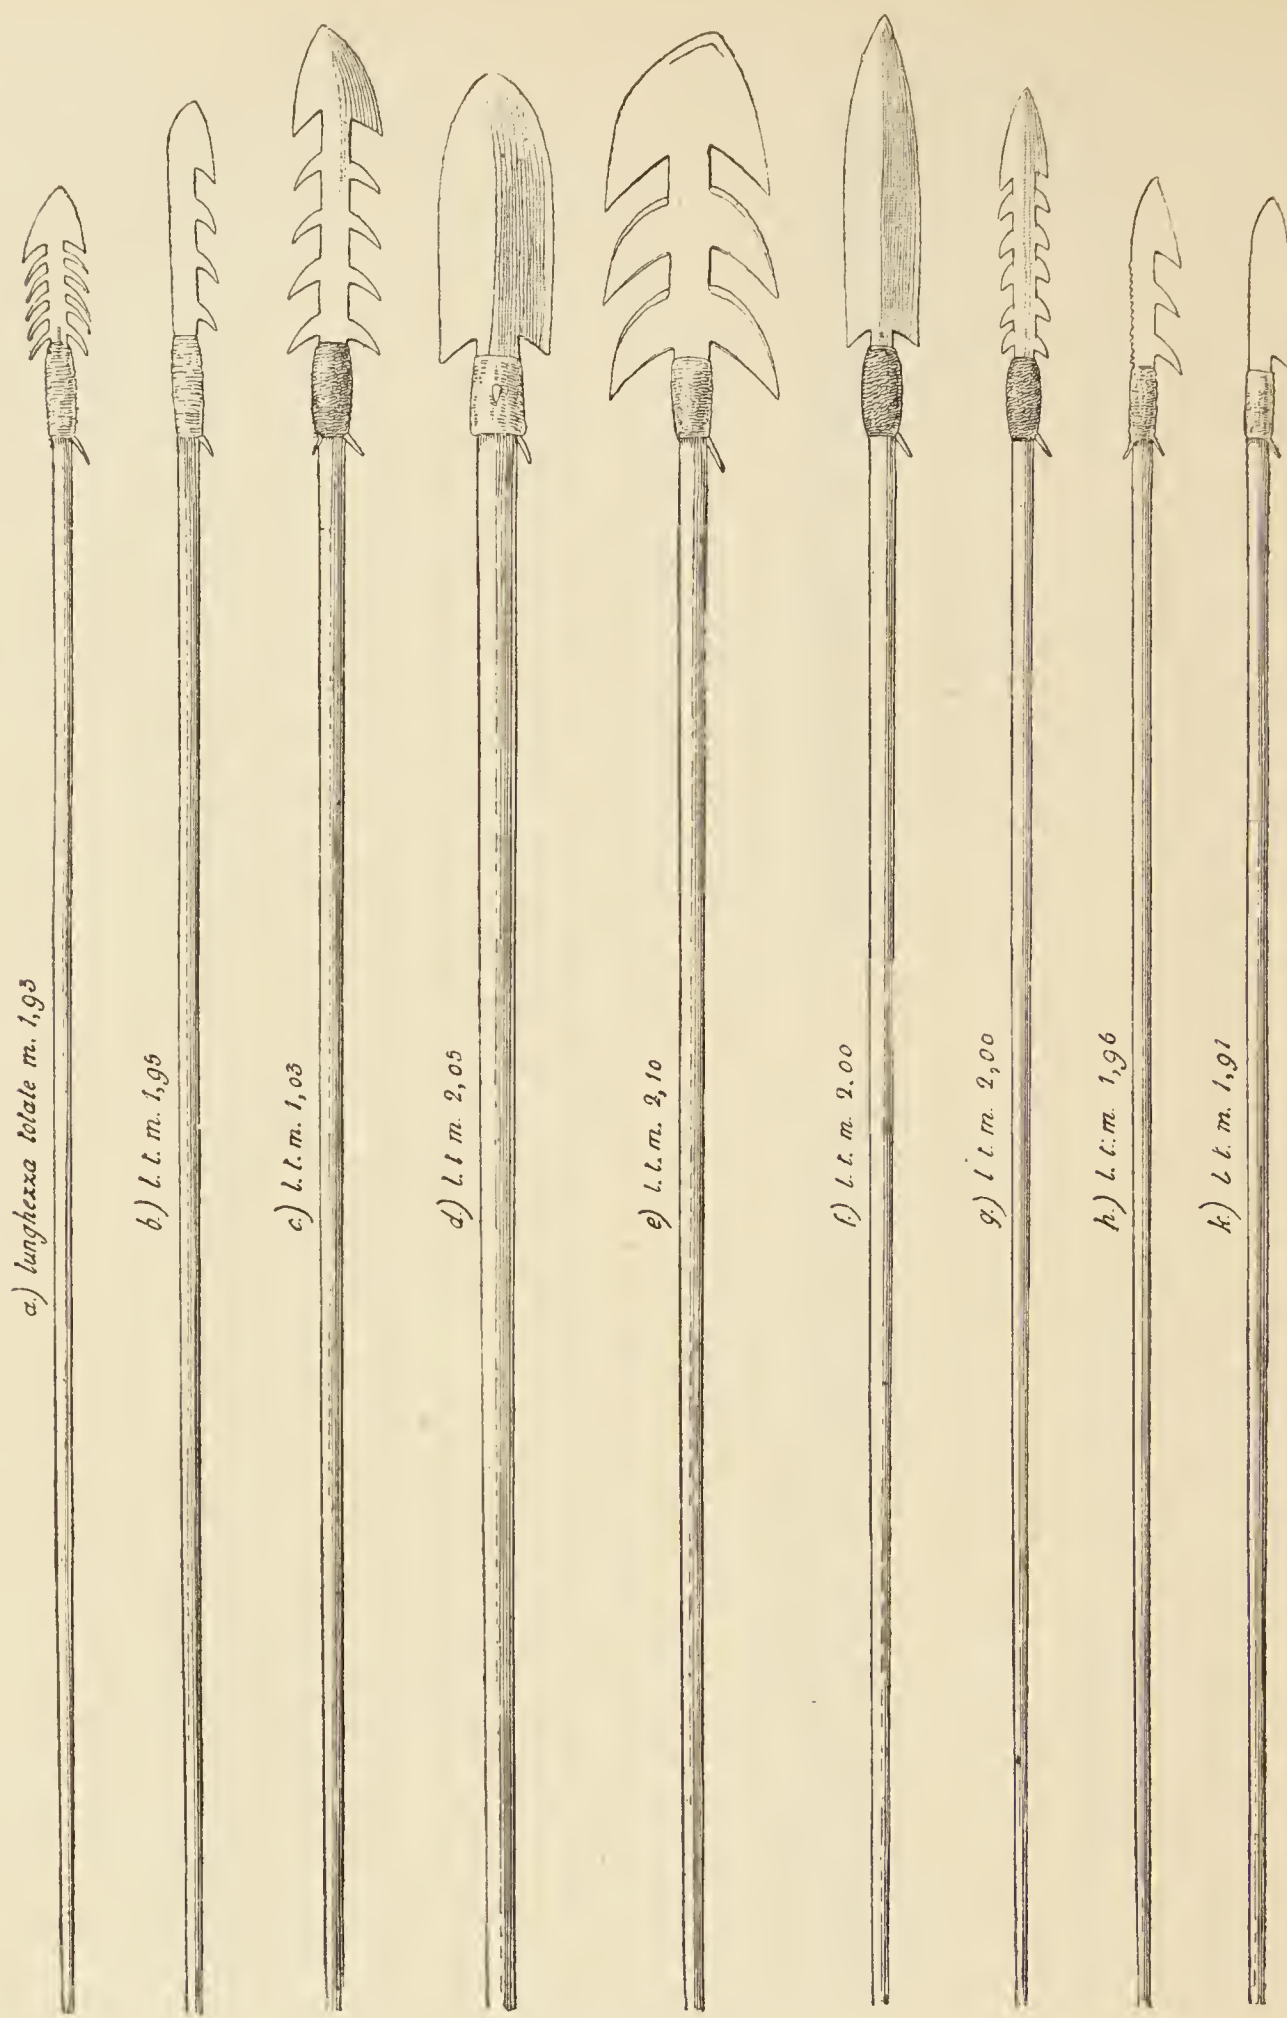 a.) lunghezza totale m. 1,93
b.) l. t. m. 1,95
c.) l. t. m. 1,03
d.) l. t m. 2,05
e) l. t. m. 2,10
f.) l. t. m. 2.00
g.) l t. m. 2,00
h.) l. t. m. 1,96
k.) l t. m. 1,91